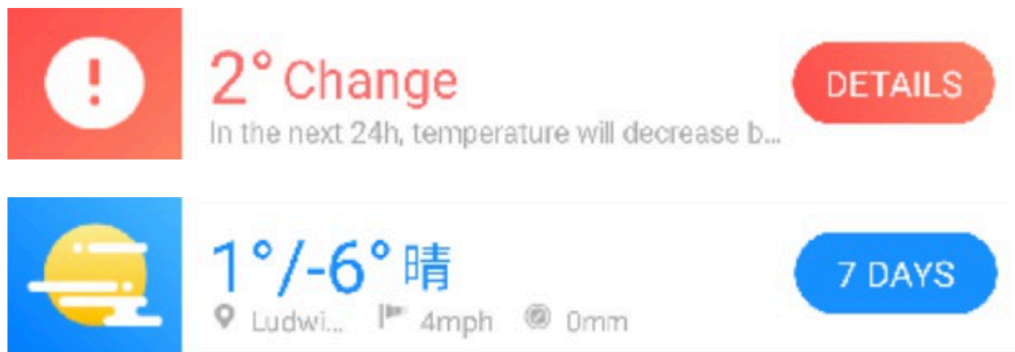 2° Change
DETAILS
In the next 24h, temperature will decrease b...
1°/-6° 晴
7 DAYS
Ludwi... 4mph 0mm